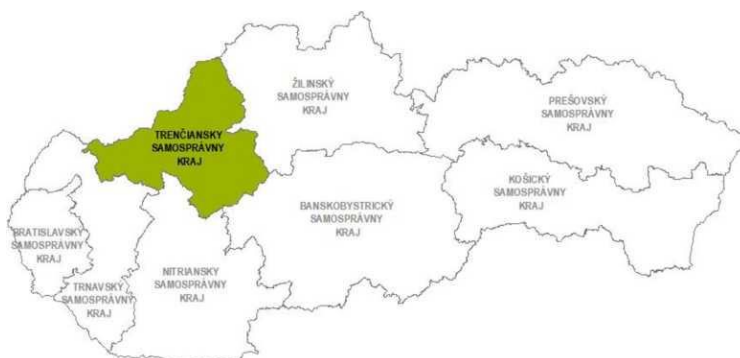 ŽILINSKÝ
SAMOSPRÁVNY
KRAJ
PREŠOVSKÝ
SAMOSPRÁVNY
KRAJ
TRENČIANSKY
SAMOSPRÁVNY
KRAJ
KOŠICKÝ
SAMOSPRÁVNY
KRAJ
BANSKOBYSTRICKÝ
SAMOSPRÁVNY
KRAJ
BRATISLAVSKÝ
SAMOSPRÁVNY
KRAJ
NITRIANSKY
SAMOSPRÁVNY
KRAJ
TRNAVSKÝ
SAMOSPRÁVNY
KRAJ